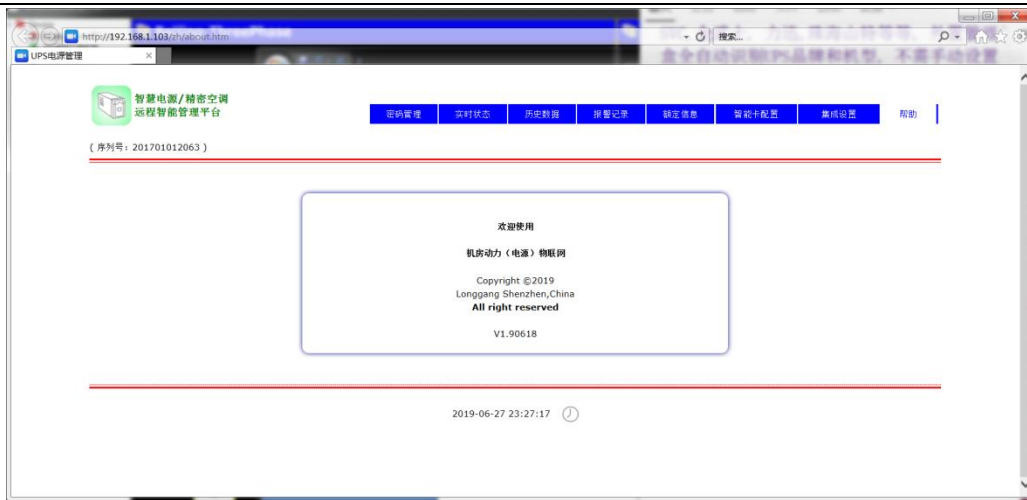 http://192.168.1.103/zh/about.htm
搜索...
UPS电源管理
智慧电源/精密空调
远程智能管理平台
密码管理 实时状态 历史数据 报警记录 额定信息 智能卡配置 集成设置 帮助
( 序列号: 201701012063 )
欢迎使用
机房动力（电源）物联网
Copyright ©2019
Longgang Shenzhen,China
All right reserved
V1.90618
2019-06-27 23:27:17